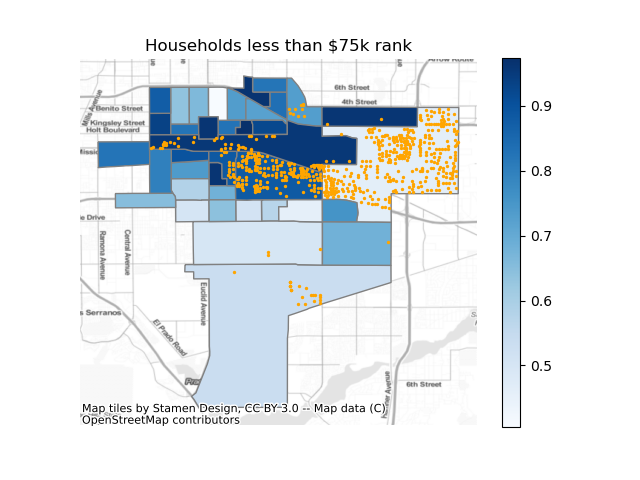 Households less than $75k rank
Arrow Route
6th Street
4th Street
Mills Avenue
Benito Street
Kingsley Street
Holt Boulevard
Missio
e Drive
Ramona Avenue
Central Avenue
Euclid Avenue
s Serranos
El Prado Road
6th Street
Avenue
Map tiles by Stamen Design, CC BY 3.0 -- Map data (C)
OpenStreetMap contributors
0.9
0.8
0.7
0.6
0.5